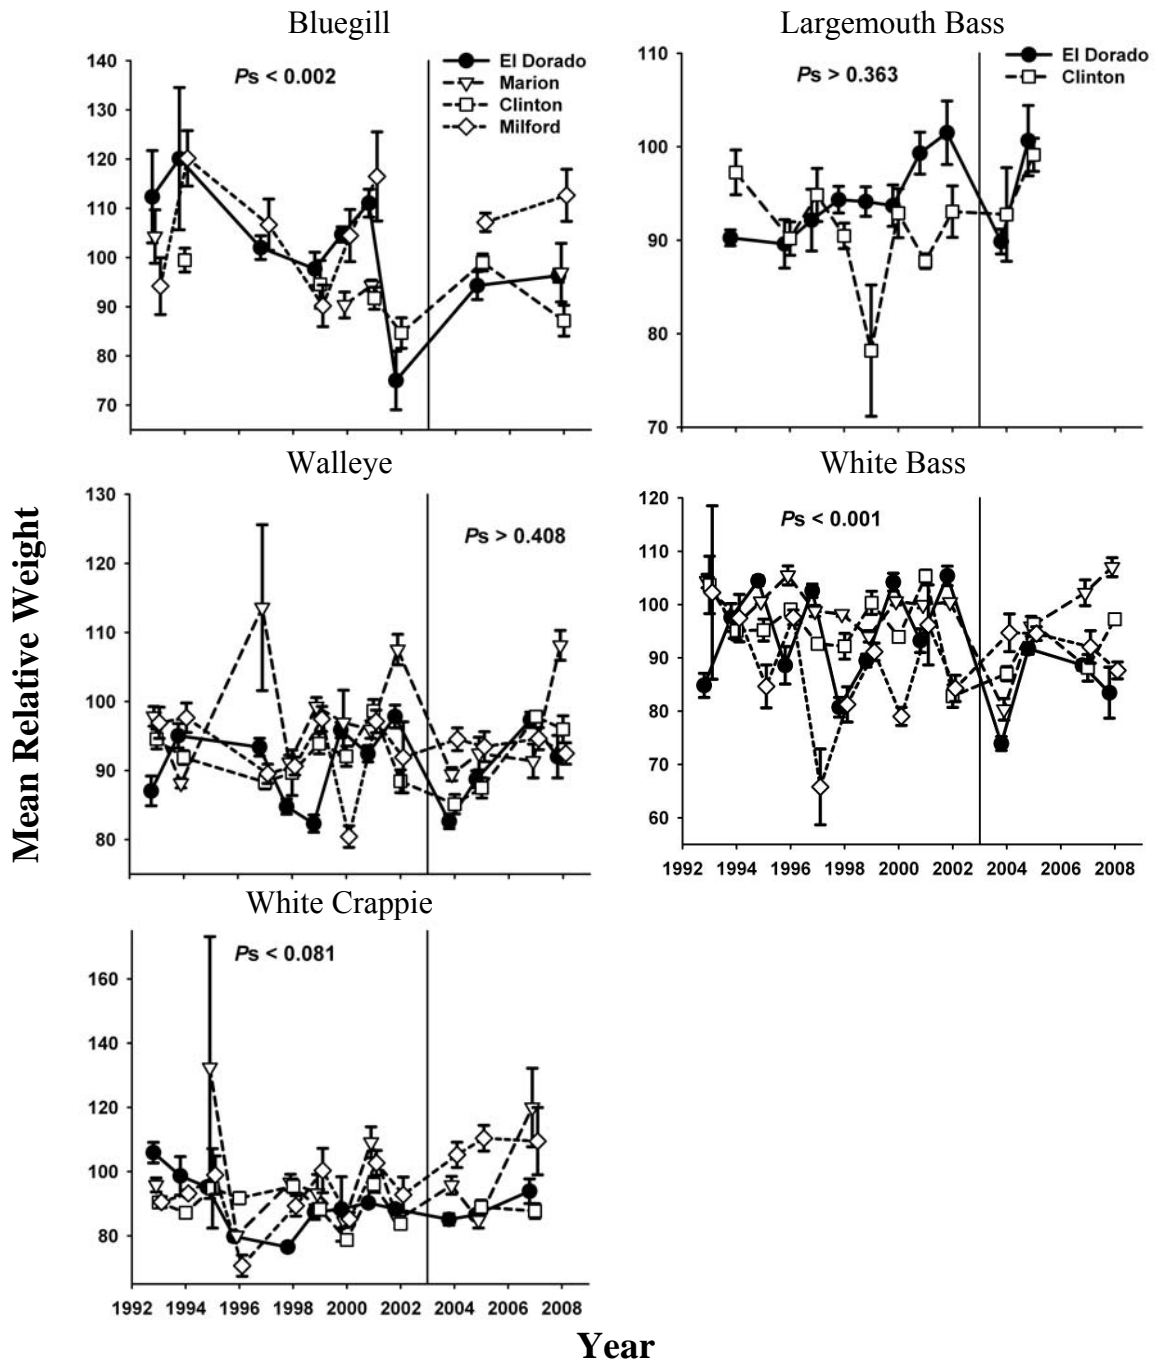 Bluegill
140
130
120
110
100
90
80
70
Ps < 0.002
El Dorado
Marion
Clinton
Milford
Largemouth Bass
110
100
90
80
70
Ps > 0.363
El Dorado
Clinton
Walleye
130
120
110
100
90
80
Ps > 0.408
White Bass
120
110
100
90
80
70
60
Ps < 0.001
1992 1994 1996 1998 2000 2002 2004 2006 2008
White Crappie
160
140
120
100
80
Ps < 0.081
1992 1994 1996 1998 2000 2002 2004 2006 2008
Mean Relative Weight
Year